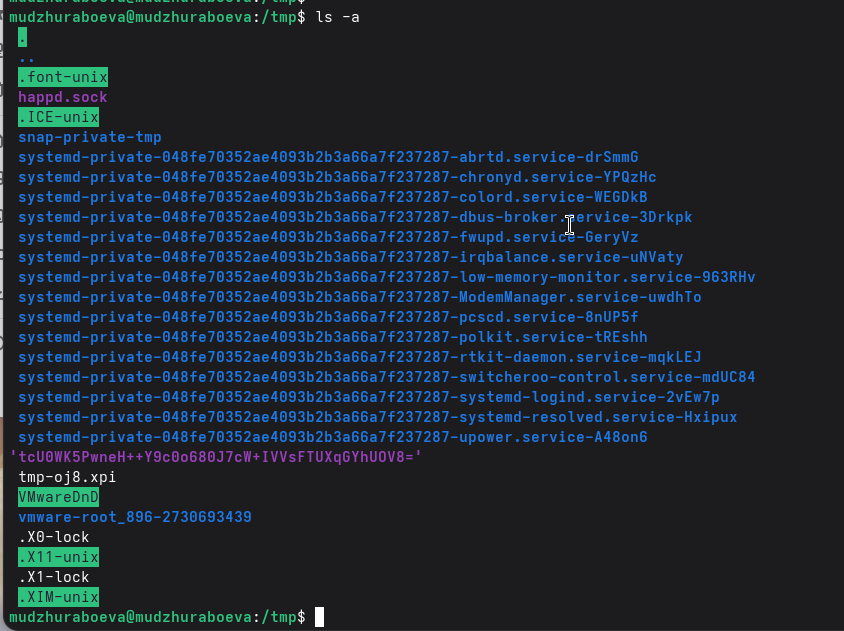 mudzhuraboeva@mudzhuraboeva:/tmp$ ls -a
.
..
.font-unix
happd.sock
.ICE-unix
snap-private-tmp
systemd-private-048fe70352ae4093b2b3a66a7f237287-abrtd.service-drSmmG
systemd-private-048fe70352ae4093b2b3a66a7f237287-chronyd.service-YPQzHc
systemd-private-048fe70352ae4093b2b3a66a7f237287-colord.service-WEGDkB
systemd-private-048fe70352ae4093b2b3a66a7f237287-dbus-broker.service-3Drkpk
systemd-private-048fe70352ae4093b2b3a66a7f237287-fwupd.service-GeryVz
systemd-private-048fe70352ae4093b2b3a66a7f237287-irqbalance.service-uNVaty
systemd-private-048fe70352ae4093b2b3a66a7f237287-low-memory-monitor.service-963RHv
systemd-private-048fe70352ae4093b2b3a66a7f237287-ModemManager.service-uwdhTo
systemd-private-048fe70352ae4093b2b3a66a7f237287-pcscd.service-8nUP5f
systemd-private-048fe70352ae4093b2b3a66a7f237287-polkit.service-tREshh
systemd-private-048fe70352ae4093b2b3a66a7f237287-rtkit-daemon.service-mqkLEJ
systemd-private-048fe70352ae4093b2b3a66a7f237287-switcheroo-control.service-mdUC84
systemd-private-048fe70352ae4093b2b3a66a7f237287-systemd-logind.service-2vEw7p
systemd-private-048fe70352ae4093b2b3a66a7f237287-systemd-resolved.service-Hxipux
systemd-private-048fe70352ae4093b2b3a66a7f237287-upower.service-A48on6
'tcU0WK5PwneH++Y9c0o680J7cW+IVVsFTUXqGYhUOV8='
tmp-oj8.xpi
VMwareDnD
vmware-root_896-2730693439
.X0-lock
.X11-unix
.X1-lock
.XIM-unix
mudzhuraboeva@mudzhuraboeva:/tmp$